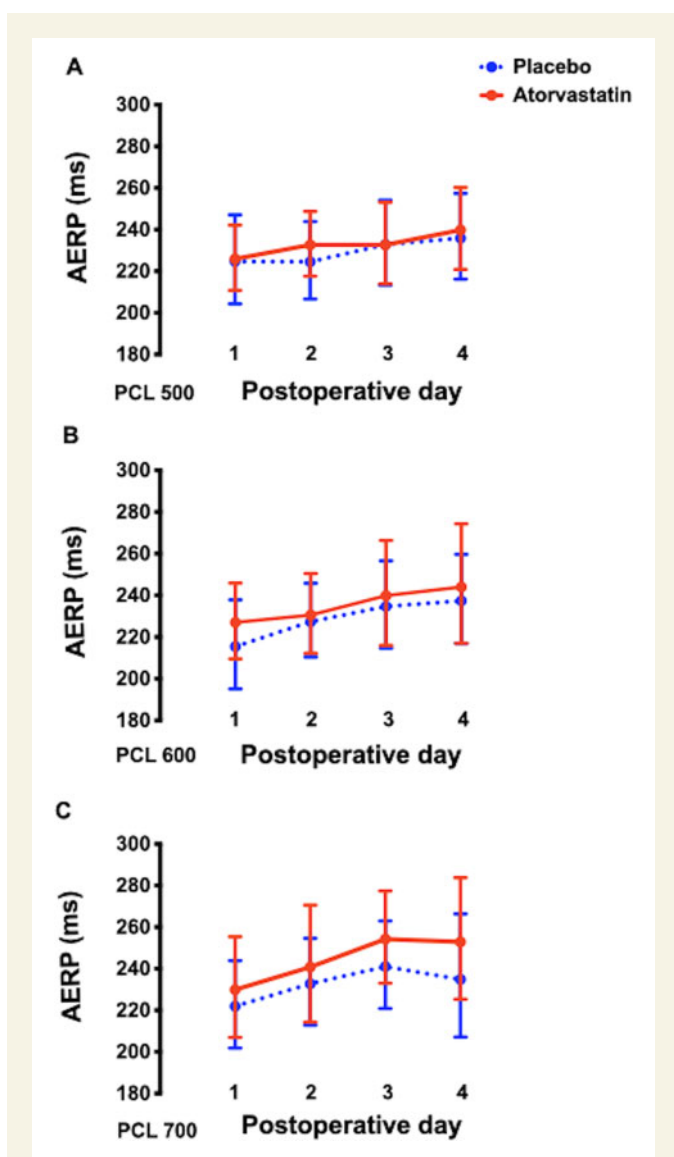 A
Placebo
Atorvastatin
300
280
260
240
220
200
180
AERP (ms)
1 2 3 4
PCL 500 Postoperative day
B
300
280
260
240
220
200
180
AERP (ms)
1 2 3 4
PCL 600 Postoperative day
C
300
280
260
240
220
200
180
AERP (ms)
1 2 3 4
PCL 700 Postoperative day